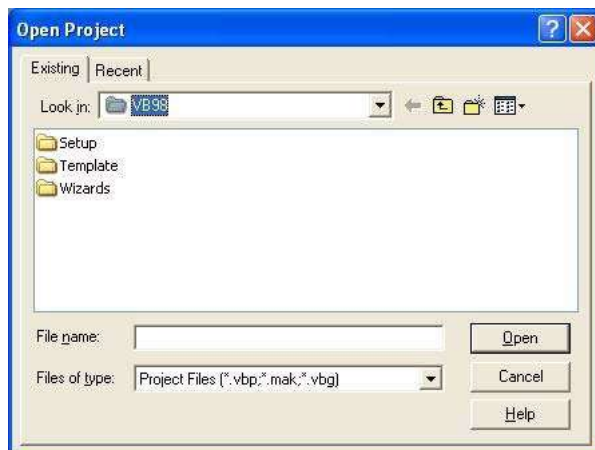 Open Project
Existing Recent
Look in: VB98
Setup
Template
Wizards
File name: Open
Files of type: Project Files (*.vbp;*.mak;*.vbg) Cancel
Help